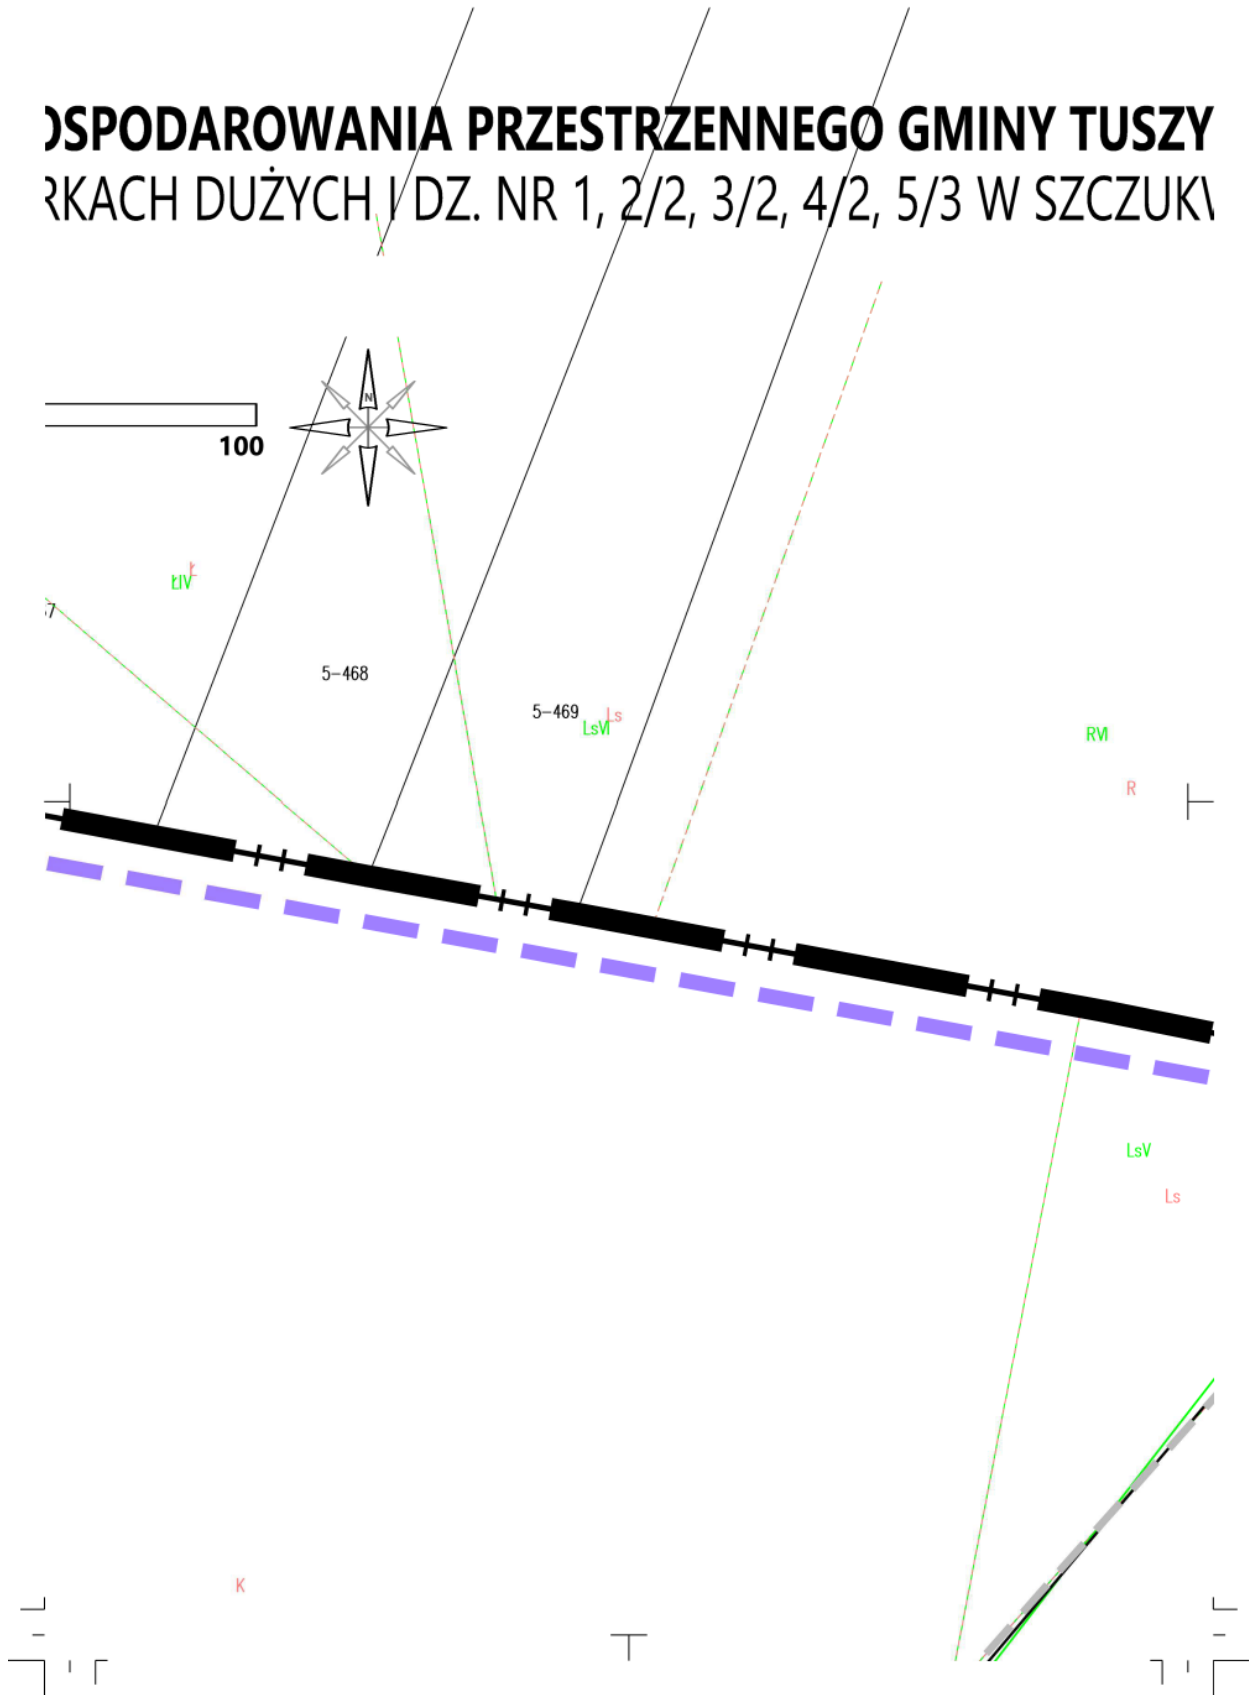 OSPODAROWANIA PRZESTRZENNEGO GMINY TUSZY
RKACH DUŻYCH I DZ. NR 1, 2/2, 3/2, 4/2, 5/3 W SZCZUK
N
100
Ł
ŁIV
7
5-468
5-469
Ls
LsVI
RVI
R
LsV
Ls
K